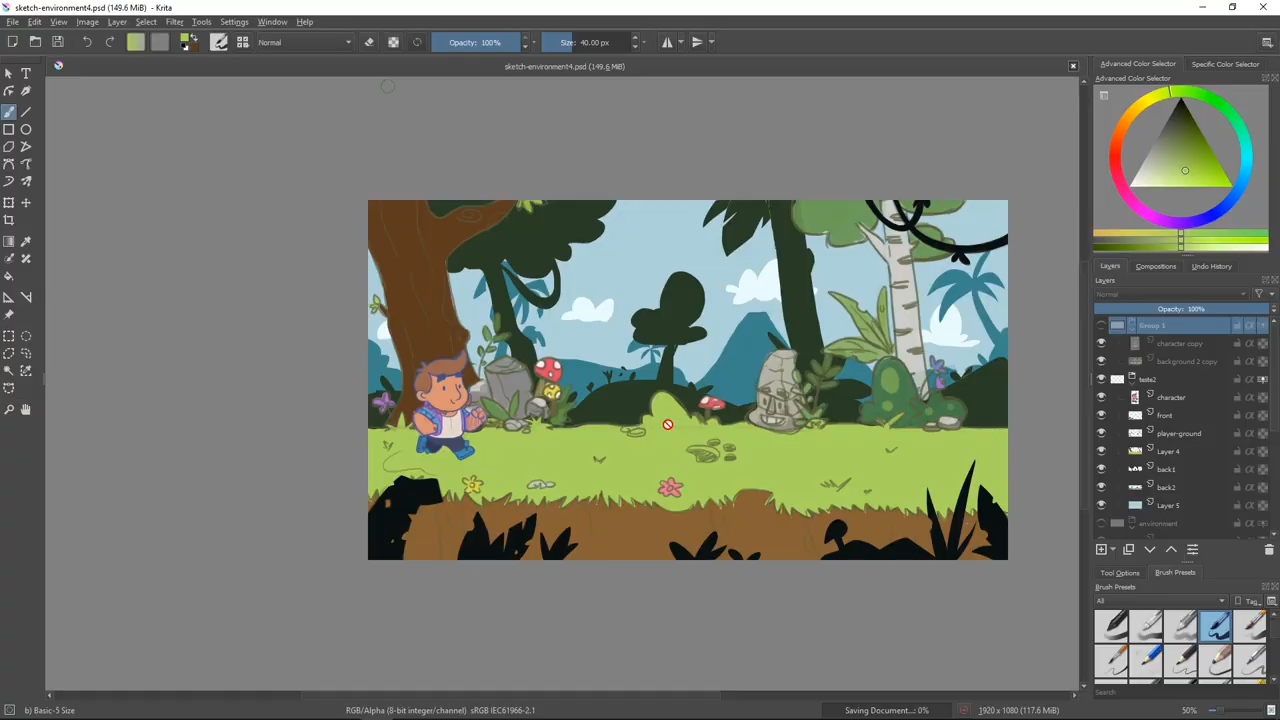 sketch-environment4.psd (149.6 MiB) - Krita
File Edit View Image Layer Select Filter Tools Settings Window Help
Normal Opacity: 100% Size: 40.00 px
sketch-environment4.psd (149.6 MiB)
Advanced Color Selector Specific Color Selector
Advanced Color Selector
Layers Compositions Undo History
Layers
Normal
Opacity: 100%
Group 1
character copy
background 2 copy
teste2
character
front
player-ground
Layer 4
back1
back2
Layer 5
environment
Tool Options Brush Presets
Brush Presets
All Tag
Search
b) Basic-5 Size RGB/Alpha (8-bit integer/channel) sRGB IEC61966-2,1 Saving Document...: 0% 1920 x 1080 (117.6 MiB) 50%